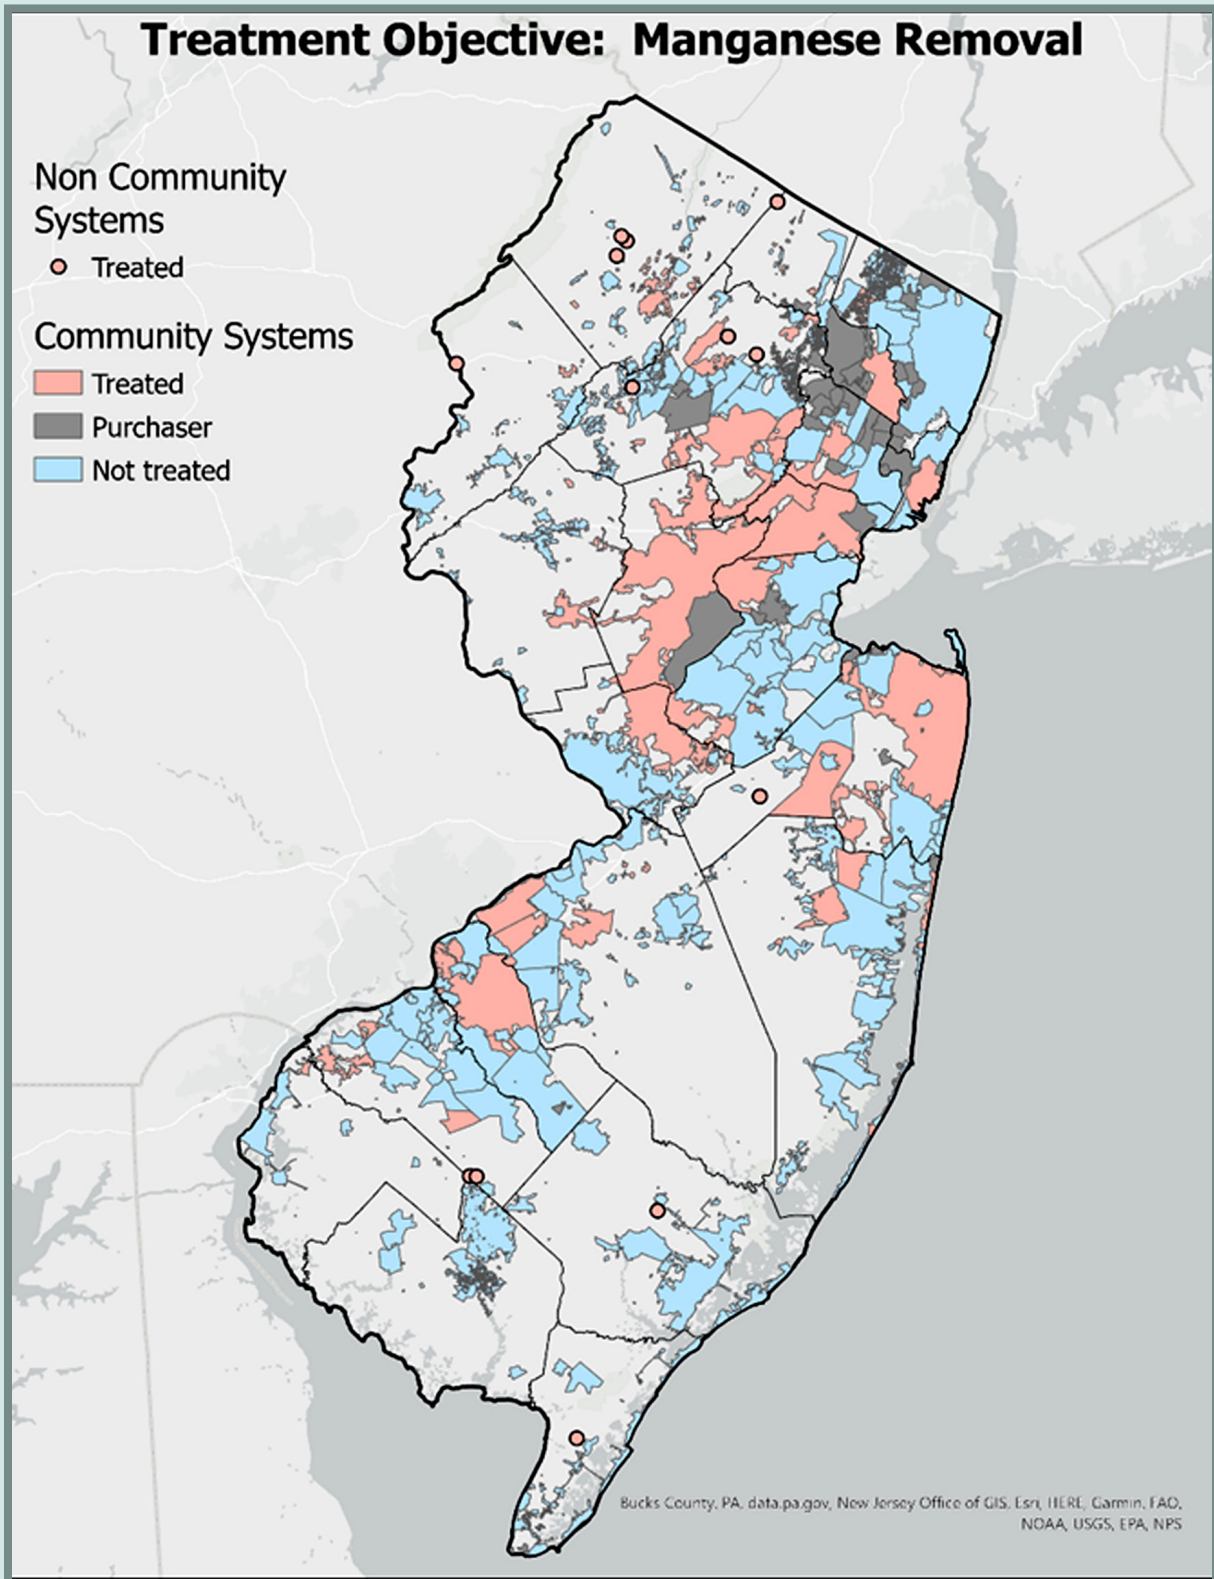 Treatment Objective: Manganese Removal
Non Community
Systems
Treated
Community Systems
Treated
Purchaser
Not treated
Bucks County, PA, data.pa.gov, New Jersey Office of GIS, Esri, HERE, Garmin, FAO,
NOAA, USGS, EPA, NPS